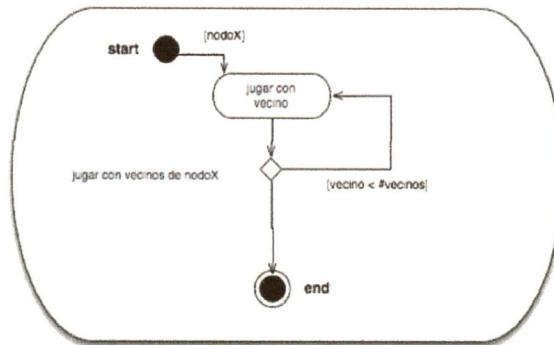 start
[nodoX]
jugar con
vecino
jugar con vecinos de nodoX
[vecino < #vecinos]
end